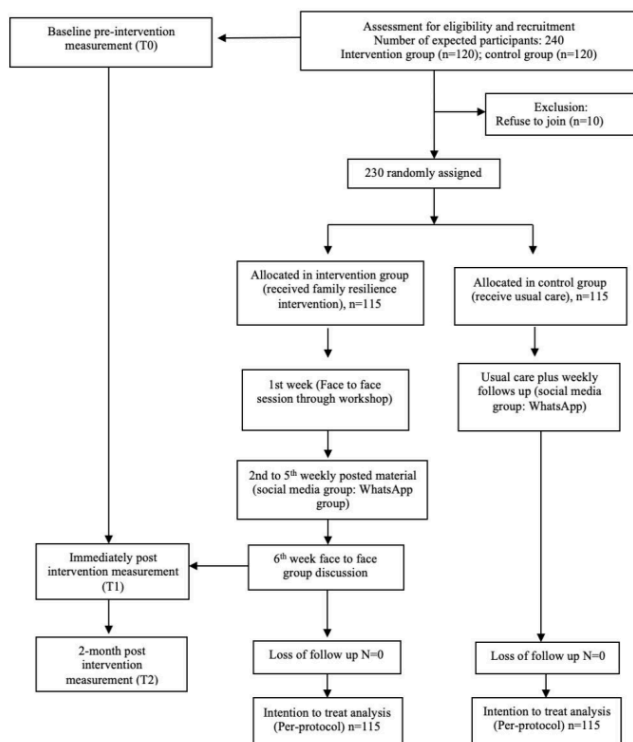 Assessment for eligibility and recruitment
Number of expected participants: 240
Intervention group (n=120); control group (n=120)
Baseline pre-intervention
measurement (T0)
Exclusion:
Refuse to join (n=10)
230 randomly assigned
Allocated in intervention group
(received family resilience
intervention), n=115
Allocated in control group
(receive usual care), n=115
1st week (Face to face
session through workshop)
Usual care plus weekly
follows up (social media
group: WhatsApp)
2nd to 5th weekly posted material
(social media group: WhatsApp
group)
Immediately post
intervention measurement
(T1)
6th week face to face
group discussion
2-month post
intervention
measurement (T2)
Loss of follow up N=0
Loss of follow up N=0
Intention to treat analysis
(Per-protocol) n=115
Intention to treat analysis
(Per-protocol) n=115